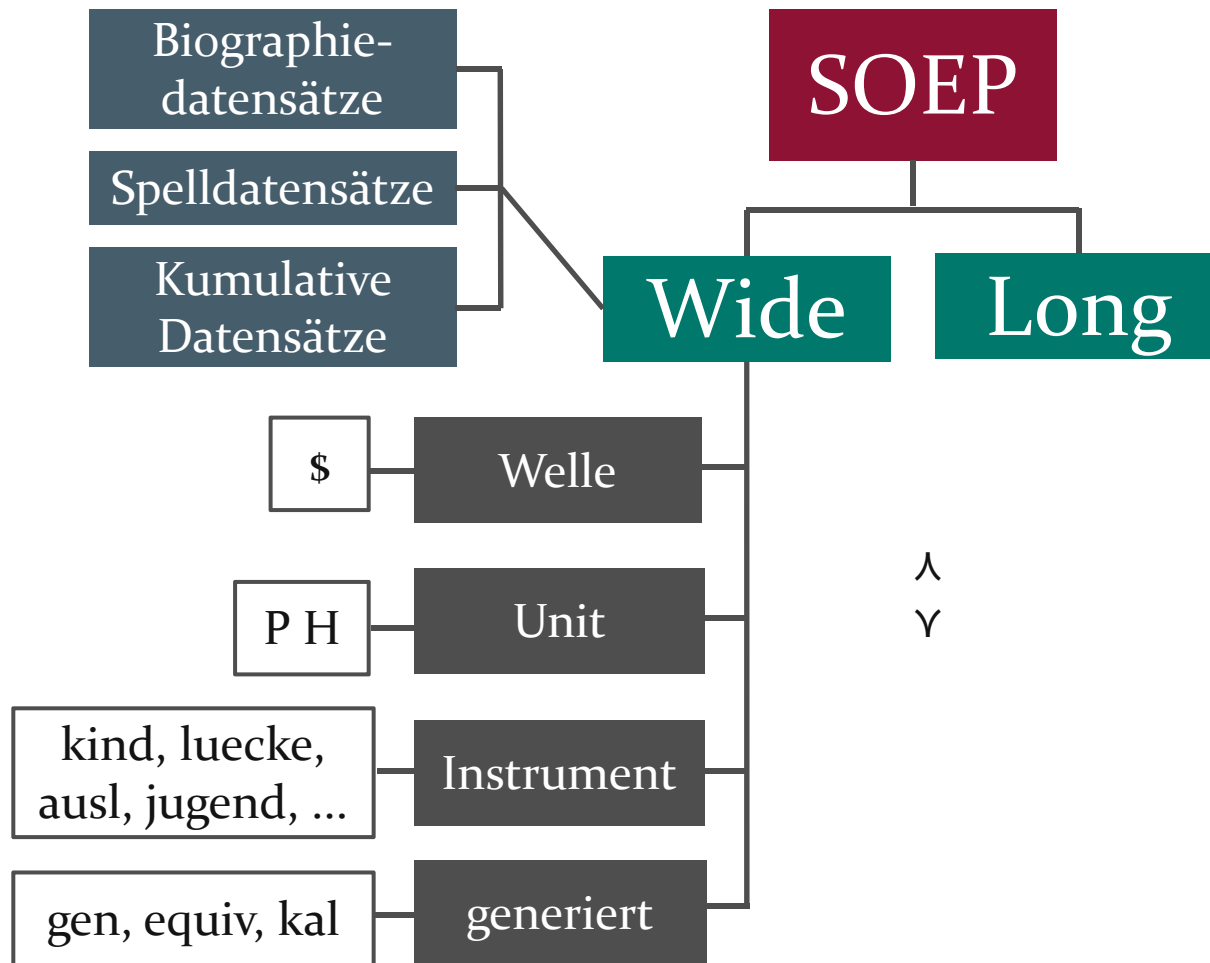 Biographie-
datensätze
SOEP
Spelldatensätze
Kumulative
Datensätze
Wide
Long
$
Welle
P H
Unit
kind, luecke,
ausl, jugend, ...
Instrument
gen, equiv, kal
generiert